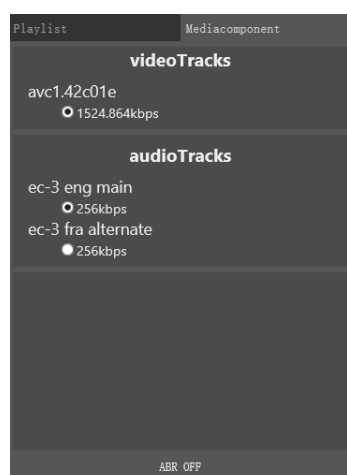 Playlist Mediacomponent
videoTracks
avc1.42c01e
1524.864kbps
audioTracks
ec-3 eng main
256kbps
ec-3 fra alternate
256kbps
ABR OFF